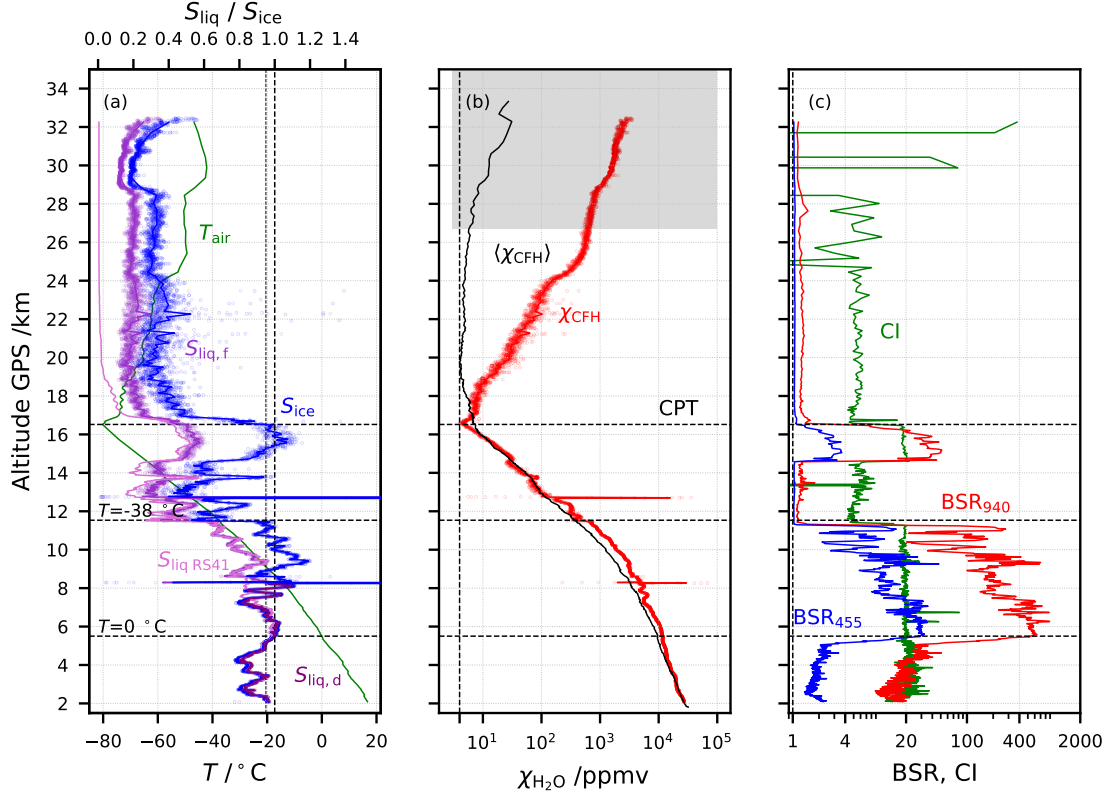 S_liq / S_ice
0.0 0.2 0.4 0.6 0.8 1.0 1.2 1.4
(a) (b) (c)
34
32
30
28
26
24
22
20
18
16
14
12
10
8
6
4
2
Altitude GPS /km
T_air
⟨χ_CFH⟩
χ_CFH
CI
S_liq, f
S_ice
CPT
T=-38 °C
BSR_940
S_liq RS41
T=0 °C
BSR_455
S_liq, d
−80 −60 −40 −20 0 20
10^1 10^2 10^3 10^4 10^5
1 4 20 100 400 2000
T / °C
χ_H₂O /ppmv
BSR, CI